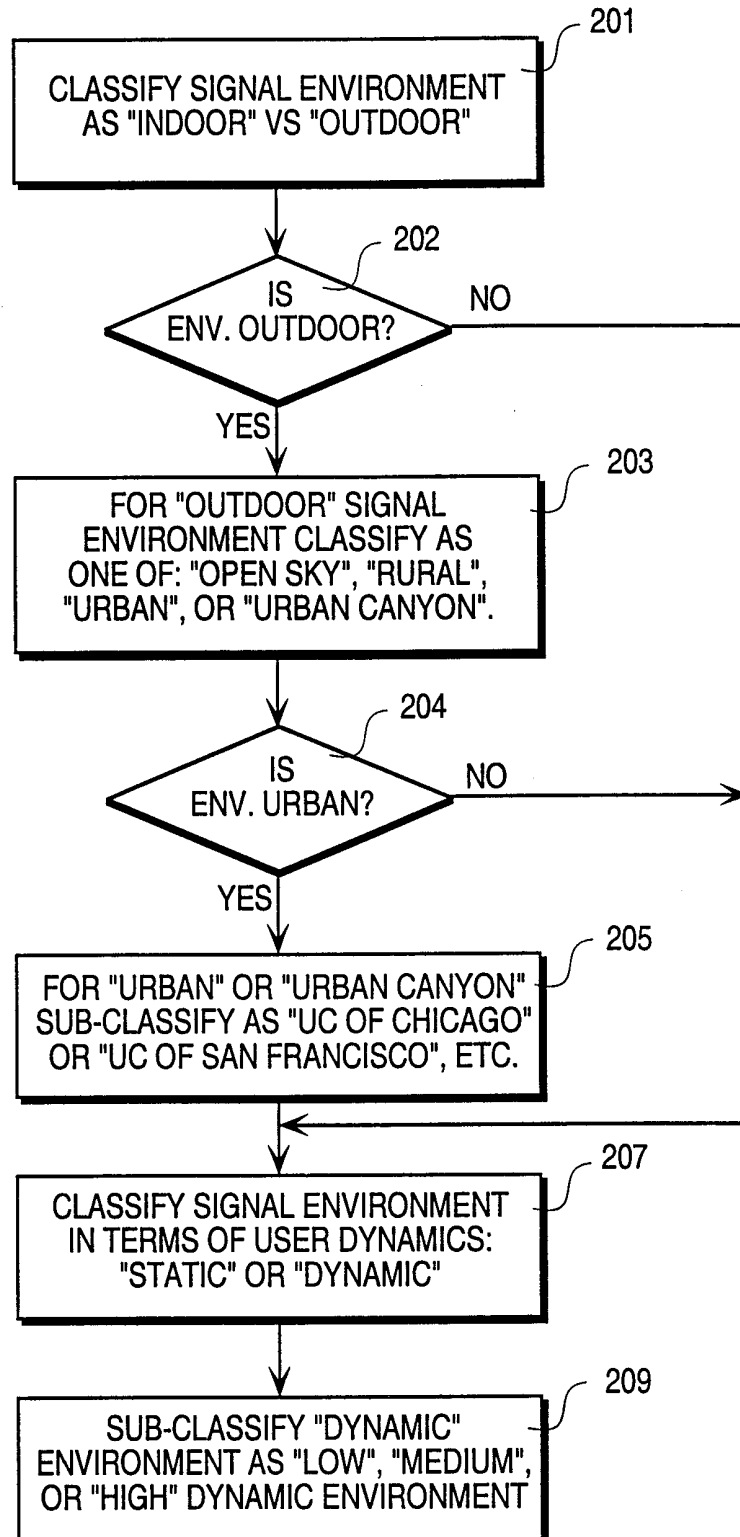 201
CLASSIFY SIGNAL ENVIRONMENT
AS "INDOOR" VS "OUTDOOR"
202
IS
ENV. OUTDOOR?
NO
YES
203
FOR "OUTDOOR" SIGNAL
ENVIRONMENT CLASSIFY AS
ONE OF: "OPEN SKY", "RURAL",
"URBAN", OR "URBAN CANYON".
204
IS
ENV. URBAN?
NO
YES
205
FOR "URBAN" OR "URBAN CANYON"
SUB-CLASSIFY AS "UC OF CHICAGO"
OR "UC OF SAN FRANCISCO", ETC.
207
CLASSIFY SIGNAL ENVIRONMENT
IN TERMS OF USER DYNAMICS:
"STATIC" OR "DYNAMIC"
209
SUB-CLASSIFY "DYNAMIC"
ENVIRONMENT AS "LOW", "MEDIUM",
OR "HIGH" DYNAMIC ENVIRONMENT